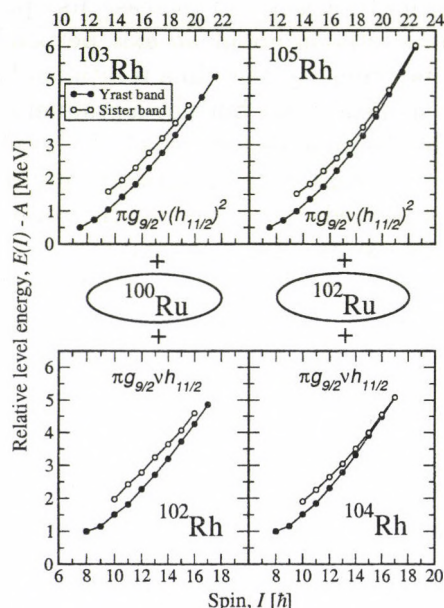 12 14 16 18 20 22 12 14 16 18 20 22 24
6
5
4
3
2
1
0
¹⁰³Rh
Yrast band
Sister band
πg₉/₂ν(h₁₁/₂)²
¹⁰⁵Rh
πg₉/₂ν(h₁₁/₂)²
Relative level energy, E(I) - A [MeV]
+
¹⁰⁰Ru
+
+
¹⁰²Ru
+
6
5
4
3
2
1
0
πg₉/₂νh₁₁/₂
¹⁰²Rh
πg₉/₂νh₁₁/₂
¹⁰⁴Rh
6 8 10 12 14 16 18 8 10 12 14 16 18 20
Spin, I [ħ]